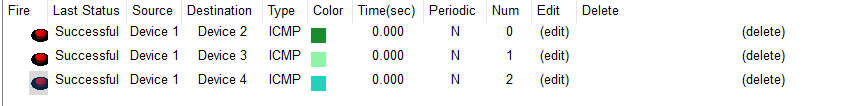 Fire Last Status Source Destination Type Color Time(sec) Periodic Num Edit Delete
Successful Device 1 Device 2 ICMP 0.000 N 0 (edit) (delete)
Successful Device 1 Device 3 ICMP 0.000 N 1 (edit) (delete)
Successful Device 1 Device 4 ICMP 0.000 N 2 (edit) (delete)